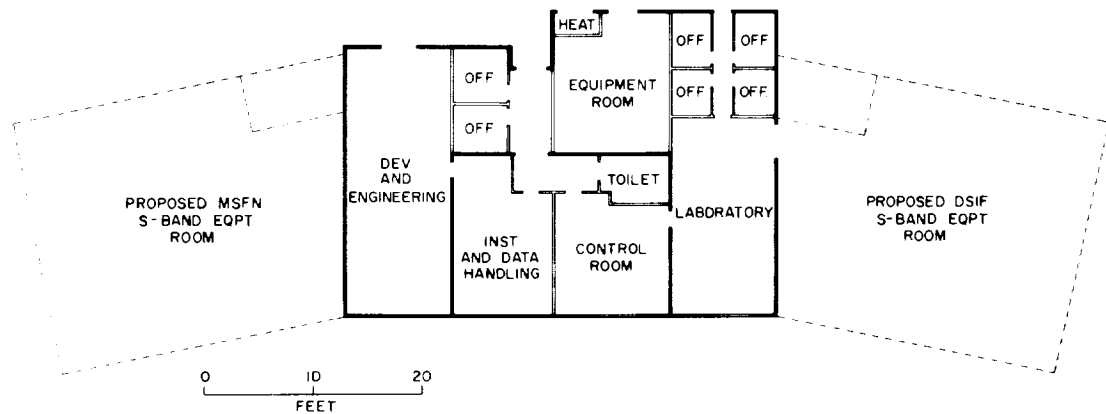 HEAT
OFF
OFF
OFF
OFF
OFF
OFF
EQUIPMENT
ROOM
DEV
AND
ENGINEERING
TOILET
PROPOSED MSFN
S-BAND EQPT
ROOM
LABORATORY
PROPOSED DSIF
S-BAND EQPT
ROOM
INST
AND DATA
HANDLING
CONTROL
ROOM
0 10 20
FEET